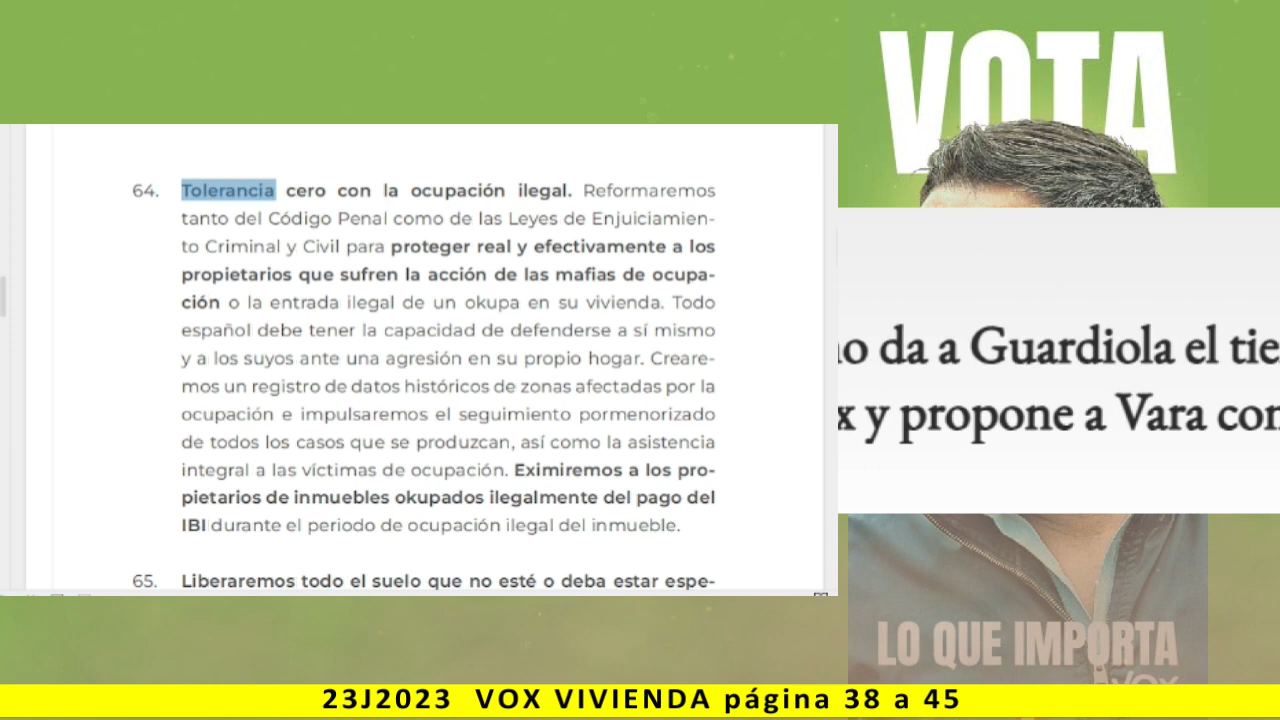 VOTA
64. Tolerancia cero con la ocupación ilegal. Reformaremos
tanto del Código Penal como de las Leyes de Enjuiciamien-
to Criminal y Civil para proteger real y efectivamente a los
propietarios que sufren la acción de las mafias de ocupa-
ción o la entrada ilegal de un okupa en su vivienda. Todo
español debe tener la capacidad de defenderse a sí mismo
y a los suyos ante una agresión en su propio hogar. Creare-
mos un registro de datos históricos de zonas afectadas por la
ocupación e impulsaremos el seguimiento pormenorizado
de todos los casos que se produzcan, así como la asistencia
integral a las víctimas de ocupación. Eximiremos a los pro-
pietarios de inmuebles okupados ilegalmente del pago del
IBI durante el periodo de ocupación ilegal del inmueble.
65. Liberaremos todo el suelo que no esté o deba estar espe-
da a Guardiola el tie
x y propone a Vara con
LO QUE IMPORTA
VOX
23J2023 VOX VIVIENDA página 38 a 45